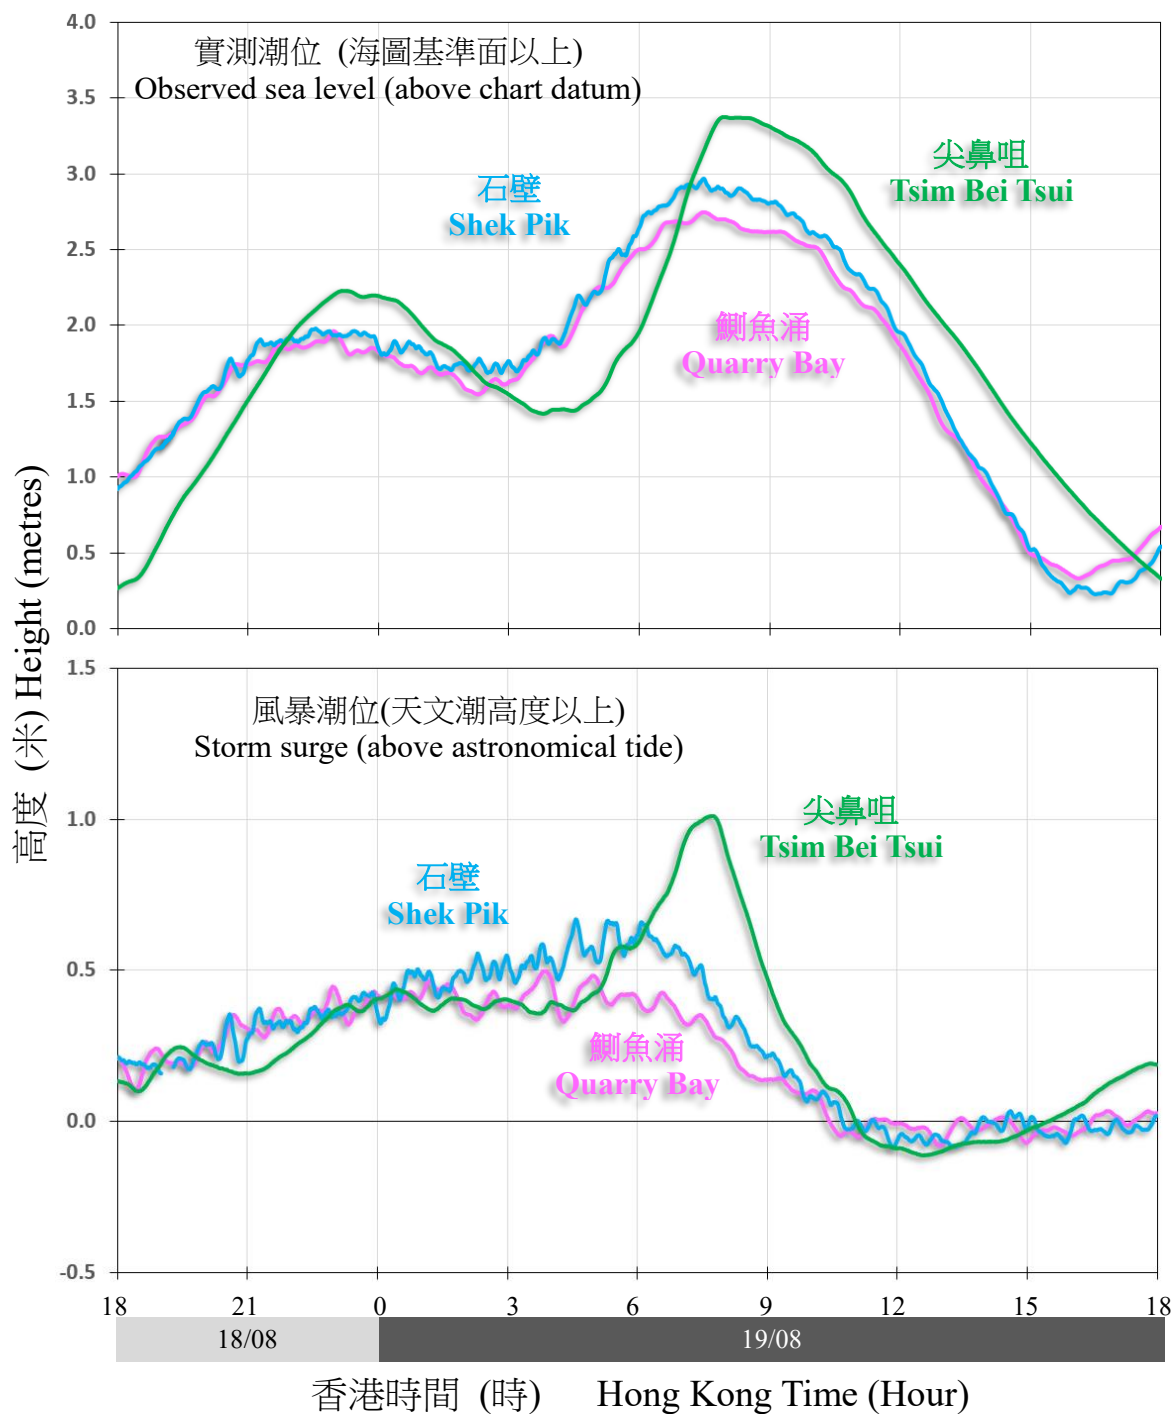 4.0
實測潮位 (海圖基準面以上)
Observed sea level (above chart datum)
3.5
尖鼻咀
Tsim Bei Tsui
3.0
石壁
Shek Pik
2.5
2.0
鰂魚涌
Quarry Bay
1.5
1.0
0.5
0.0
高度 (米) Height (metres)
1.5
風暴潮位(天文潮高度以上)
Storm surge (above astronomical tide)
1.0
尖鼻咀
Tsim Bei Tsui
石壁
Shek Pik
0.5
鰂魚涌
Quarry Bay
0.0
-0.5
18 21 0 3 6 9 12 15 18
18/08 19/08
香港時間 (時) Hong Kong Time (Hour)